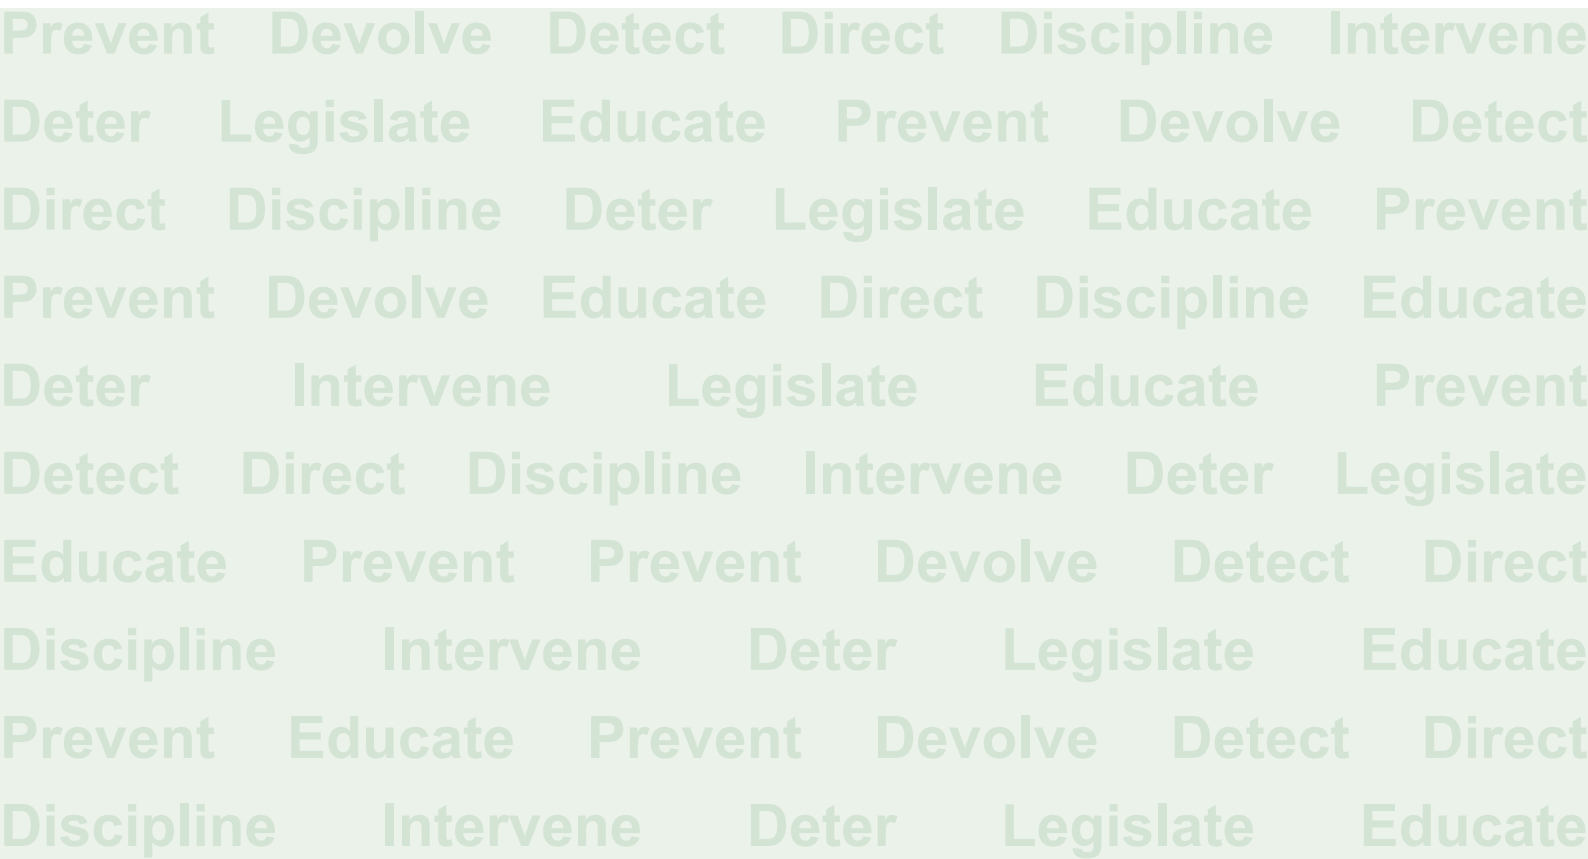 Prevent Devolve Detect Direct Discipline Intervene
Deter Legislate Educate Prevent Devolve Detect
Direct Discipline Deter Legislate Educate Prevent
Prevent Devolve Educate Direct Discipline Educate
Deter Intervene Legislate Educate Prevent
Detect Direct Discipline Intervene Deter Legislate
Educate Prevent Prevent Devolve Detect Direct
Discipline Intervene Deter Legislate Educate
Prevent Educate Prevent Devolve Detect Direct
Discipline Intervene Deter Legislate Educate